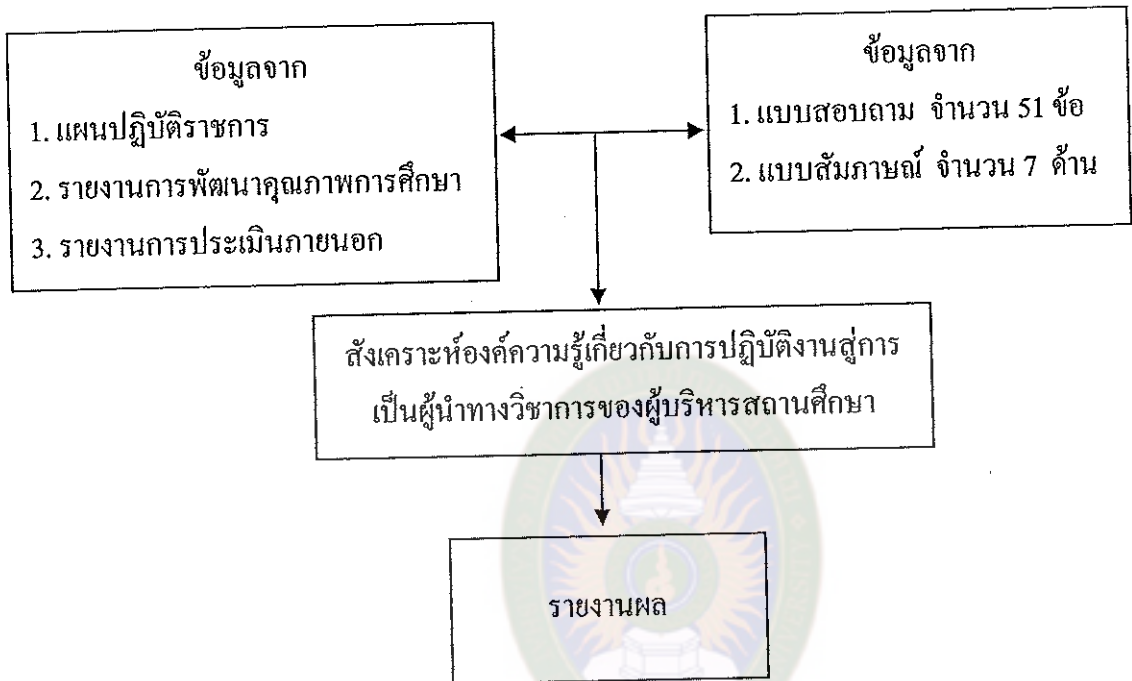 ข้อมูลจาก
1. แผนปฏิบัติราชการ
2. รายงานการพัฒนาคุณภาพการศึกษา
3. รายงานการประเมินภายนอก
ข้อมูลจาก
1. แบบสอบถาม จำนวน 51 ข้อ
2. แบบสัมภาษณ์ จำนวน 7 ด้าน
สังเคราะห์องค์ความรู้เกี่ยวกับการปฏิบัติงานสู่การ
เป็นผู้นำทางวิชาการของผู้บริหารสถานศึกษา
รายงานผล